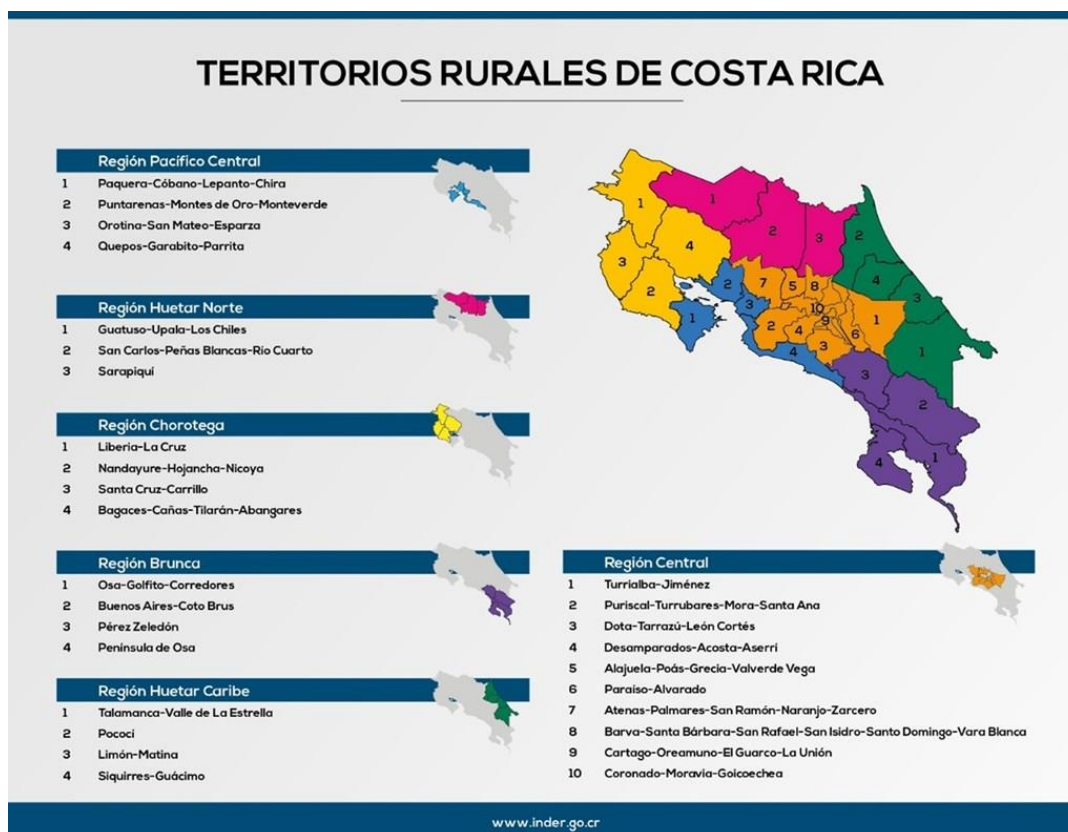 TERRITORIOS RURALES DE COSTA RICA
Región Pacífico Central
1 Paquera-Cóbano-Lepanto-Chira
2 Puntarenas-Montes de Oro-Monteverde
3 Orotina-San Mateo-Esparza
4 Quepos-Garabito-Parrita
Región Huetar Norte
1 Guatuso-Upala-Los Chiles
2 San Carlos-Peñas Blancas-Río Cuarto
3 Sarapiquí
Región Chorotega
1 Liberia-La Cruz
2 Nandayure-Hojancha-Nicoya
3 Santa Cruz-Carrillo
4 Bagaces-Cañas-Tilarán-Abangares
Región Brunca
1 Osa-Golfito-Corredores
2 Buenos Aires-Coto Brus
3 Pérez Zeledón
4 Península de Osa
Región Huetar Caribe
1 Talamanca-Valle de La Estrella
2 Pococí
3 Limón-Matina
4 Siquirres-Guácimo
1
1
2
3
2
4
3
2
4
3
1
2
3
7
5
8
10
9
2
4
3
6
1
4
1
3
2
4
1
Región Central
1 Turrialba-Jiménez
2 Puriscal-Turrubares-Mora-Santa Ana
3 Dota-Tarrazú-León Cortés
4 Desamparados-Acosta-Aserrí
5 Alajuela-Poás-Grecia-Valverde Vega
6 Paraíso-Alvarado
7 Atenas-Palmares-San Ramón-Naranjo-Zarcero
8 Barva-Santa Bárbara-San Rafael-San Isidro-Santo Domingo-Vara Blanca
9 Cartago-Oreamuno-El Guarco-La Unión
10 Coronado-Moravia-Goicoechea
www.inder.go.cr